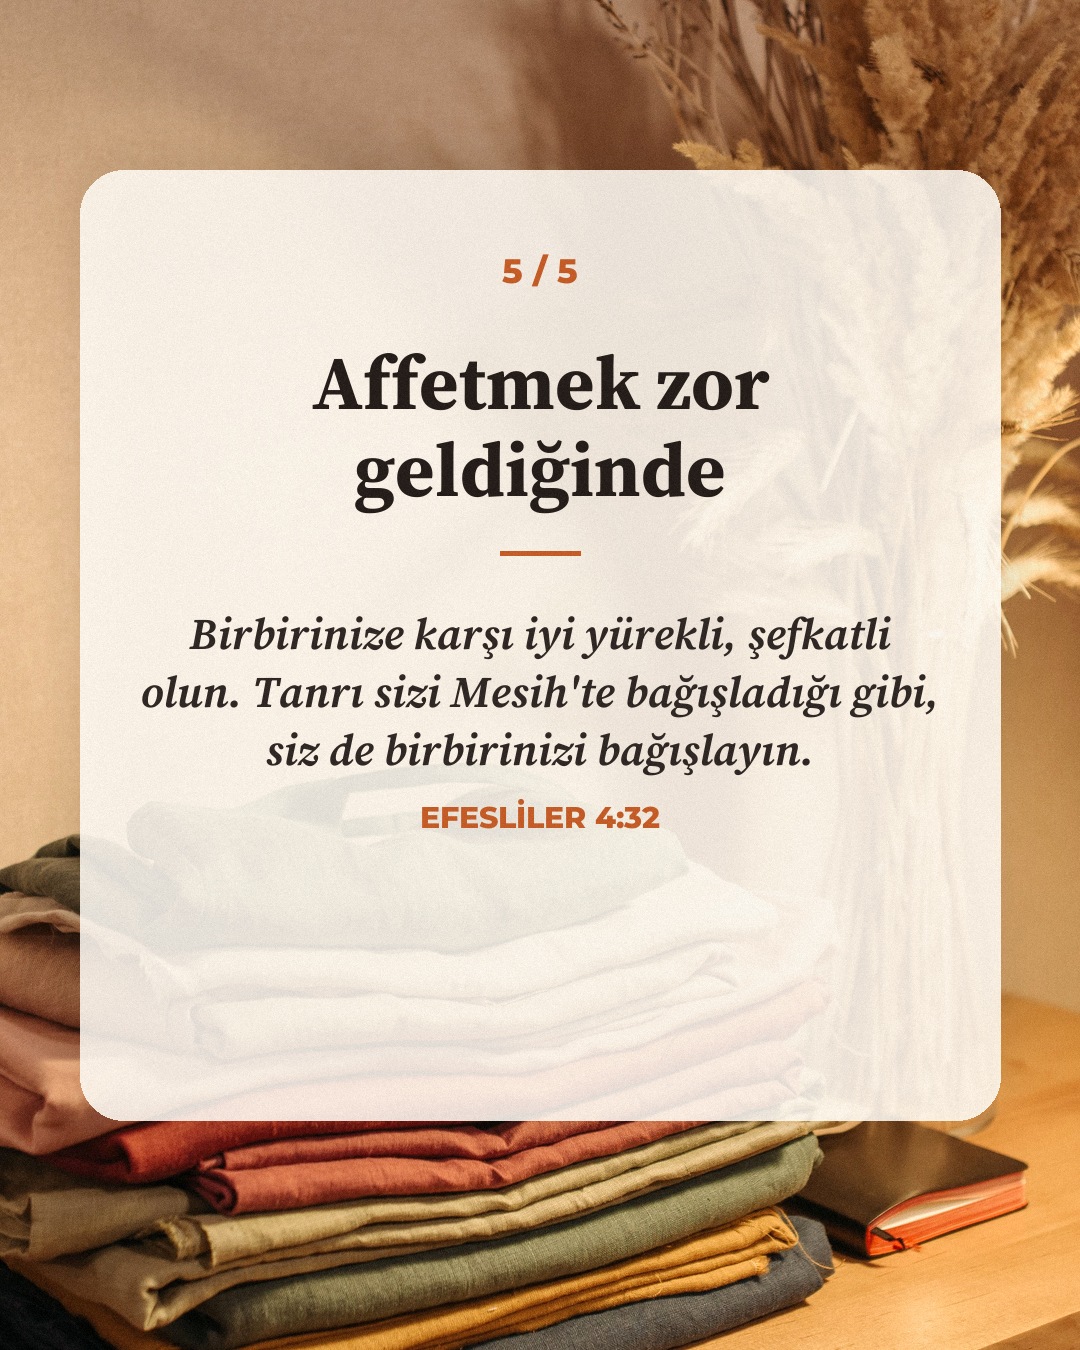 5 / 5
Affetmek zor
geldiğinde
Birbirinize karşı iyi yürekli, şefkatli
olun. Tanrı sizi Mesih'te bağışladığı gibi,
siz de birbirinizi bağışlayın.
EFESLİLER 4:32